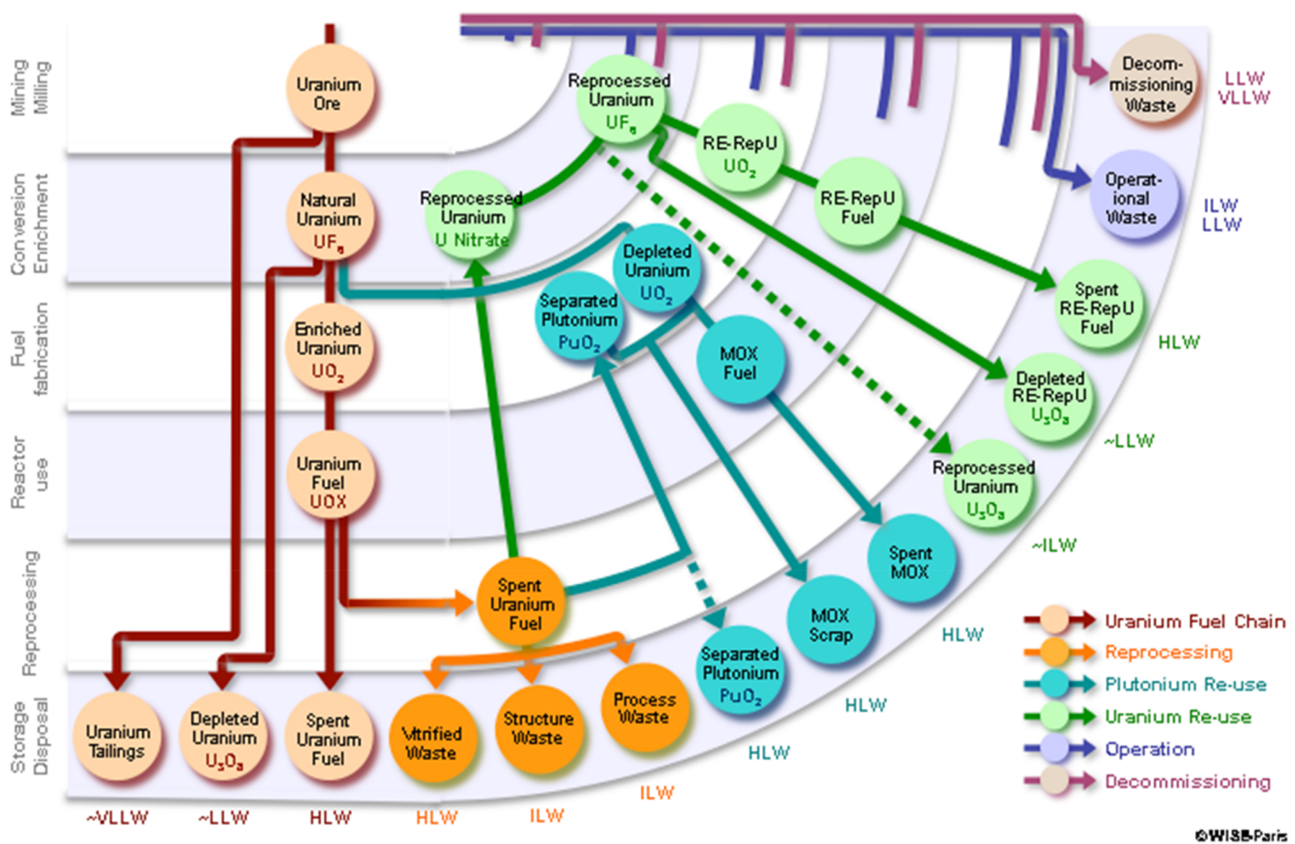 Mining
Milling
Conversion
Enrichment
Fuel
fabrication
Reactor
use
Reprocessing
Storage
Disposal
Uranium
Ore
Natural
Uranium
UF₆
Enriched
Uranium
UO₂
Uranium
Fuel
UOX
Uranium
Tailings
Depleted
Uranium
U₃O₈
Spent
Uranium
Fuel
~VLLW
~LLW
HLW
Spent
Uranium
Fuel
Vitrified
Waste
Structure
Waste
Process
Waste
HLW
ILW
ILW
Reprocessed
Uranium
U Nitrate
Reprocessed
Uranium
UF₆
RE-RepU
UO₂
RE-RepU
Fuel
Spent
RE-RepU
Fuel
HLW
Depleted
RE-RepU
U₃O₈
~LLW
Reprocessed
Uranium
U₃O₈
~ILW
Depleted
Uranium
UO₂
Separated
Plutonium
PuO₂
MOX
Fuel
Spent
MOX
HLW
MOX
Scrap
HLW
Separated
Plutonium
PuO₂
HLW
Decom-
missioning
Waste
LLW
VLLW
Operat-
ional
Waste
ILW
LLW
Uranium Fuel Chain
Reprocessing
Plutonium Re-use
Uranium Re-use
Operation
Decommissioning
©WISE-Paris